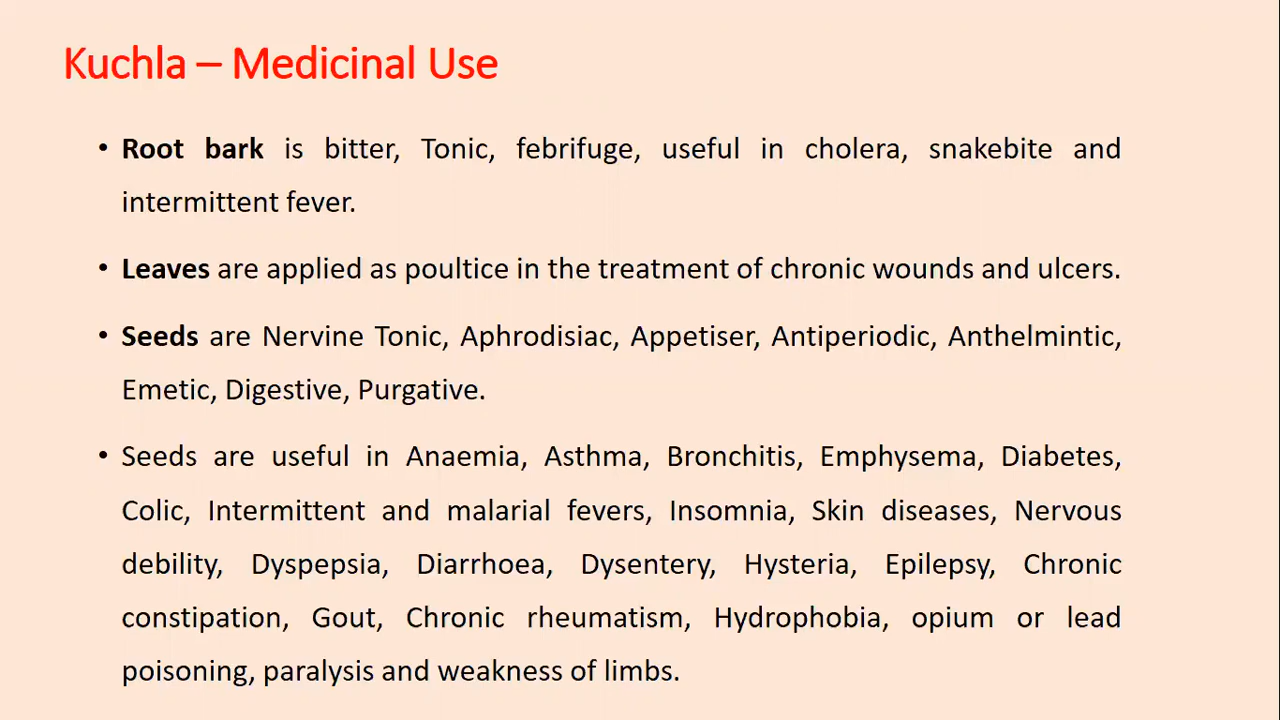 Kuchla – Medicinal Use
• Root bark is bitter, Tonic, febrifuge, useful in cholera, snakebite and
intermittent fever.
• Leaves are applied as poultice in the treatment of chronic wounds and ulcers.
• Seeds are Nervine Tonic, Aphrodisiac, Appetiser, Antiperiodic, Anthelmintic,
Emetic, Digestive, Purgative.
• Seeds are useful in Anaemia, Asthma, Bronchitis, Emphysema, Diabetes,
Colic, Intermittent and malarial fevers, Insomnia, Skin diseases, Nervous
debility, Dyspepsia, Diarrhoea, Dysentery, Hysteria, Epilepsy, Chronic
constipation, Gout, Chronic rheumatism, Hydrophobia, opium or lead
poisoning, paralysis and weakness of limbs.